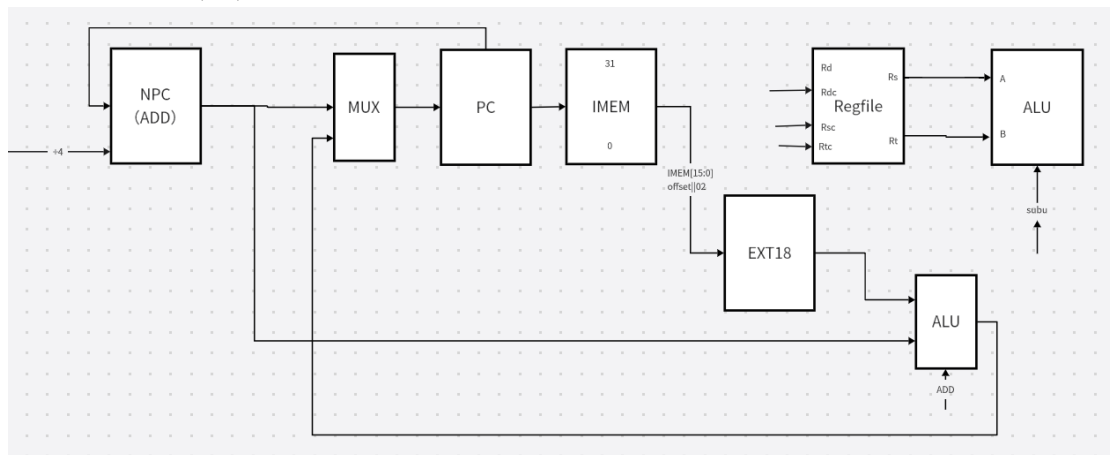 NPC
（ADD）
+4
MUX
PC
31
IMEM
0
IMEM[15:0]
offset||02
EXT18
Rd
Rdc
Rsc
Rtc
Regfile
Rs
Rt
A
B
ALU
subu
ALU
ADD